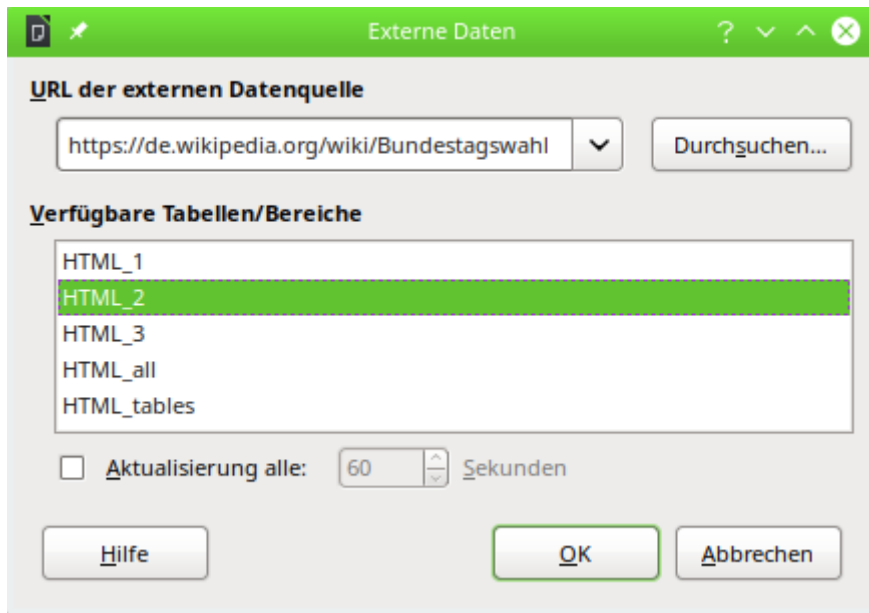 Externe Daten
URL der externen Datenquelle
https://de.wikipedia.org/wiki/Bundestagswahl
Durchsuchen...
Verfügbare Tabellen/Bereiche
HTML_1
HTML_2
HTML_3
HTML_all
HTML_tables
Aktualisierung alle: 60 Sekunden
Hilfe OK Abbrechen